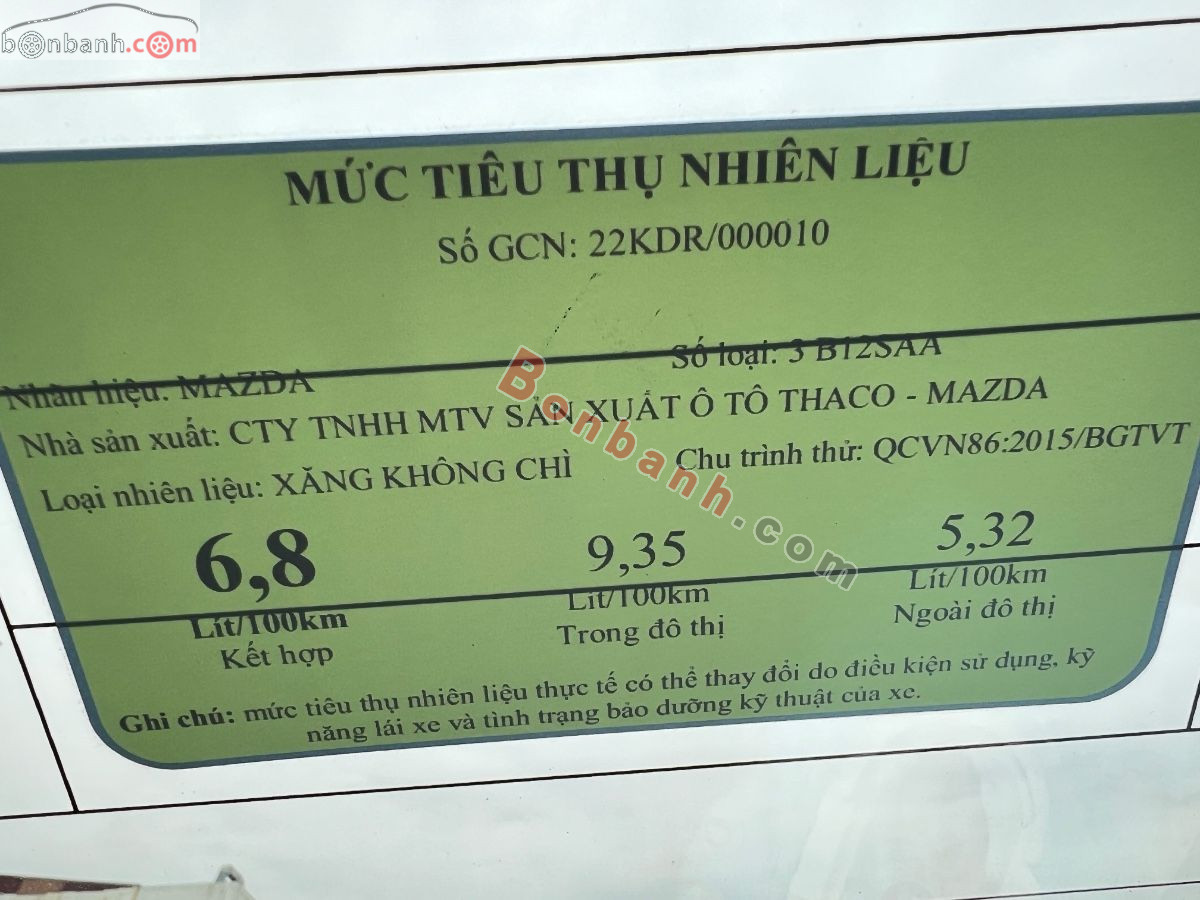 bonbanh.com
MỨC TIÊU THỤ NHIÊN LIỆU
Số GCN: 22KDR/000010
Nhãn hiệu: MAZDA
Số loại: 3 B12SAA
Nhà sản xuất: CTY TNHH MTV SẢN XUẤT Ô TÔ THACO - MAZDA
Loại nhiên liệu: XĂNG KHÔNG CHÌ
Chu trình thử: QCVN86:2015/BGTVT
6,8
9,35
5,32
Lít/100km
Lít/100km
Lít/100km
Kết hợp
Trong đô thị
Ngoài đô thị
Ghi chú: mức tiêu thụ nhiên liệu thực tế có thể thay đổi do điều kiện sử dụng, kỹ
năng lái xe và tình trạng bảo dưỡng kỹ thuật của xe.
Bonbanh.com